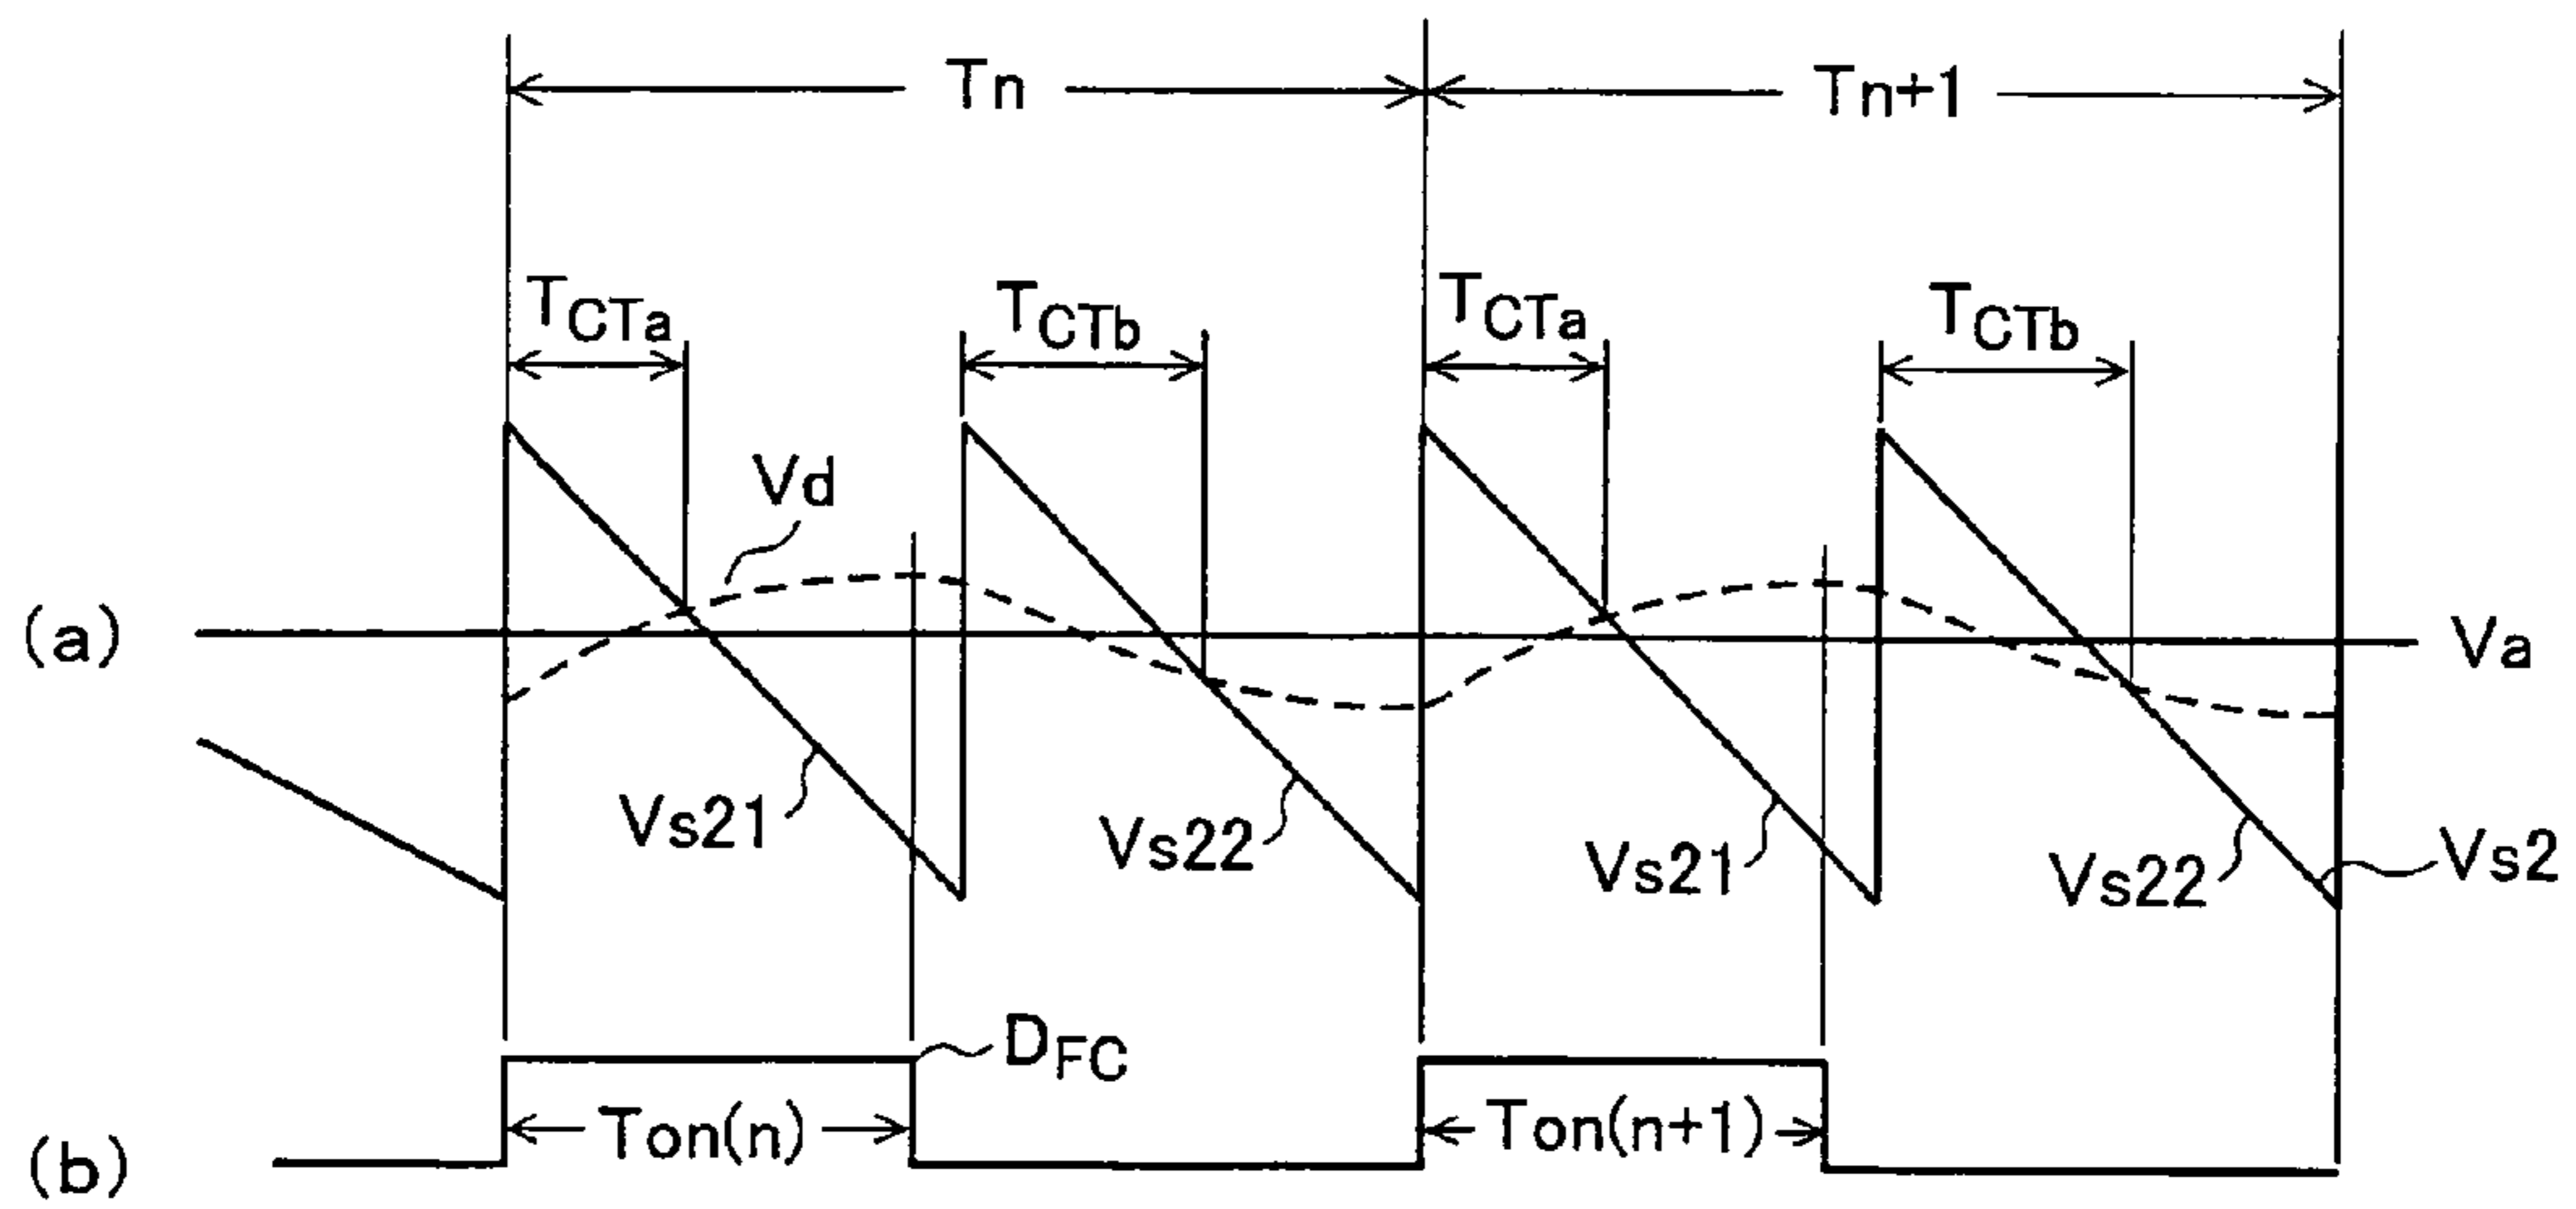 Tn
Tn+1
TCTa
TCTb
TCTa
TCTb
Vd
(a)
Va
Vs21
Vs22
Vs21
Vs22
Vs2
DFC
Ton(n)
Ton(n+1)
(b)